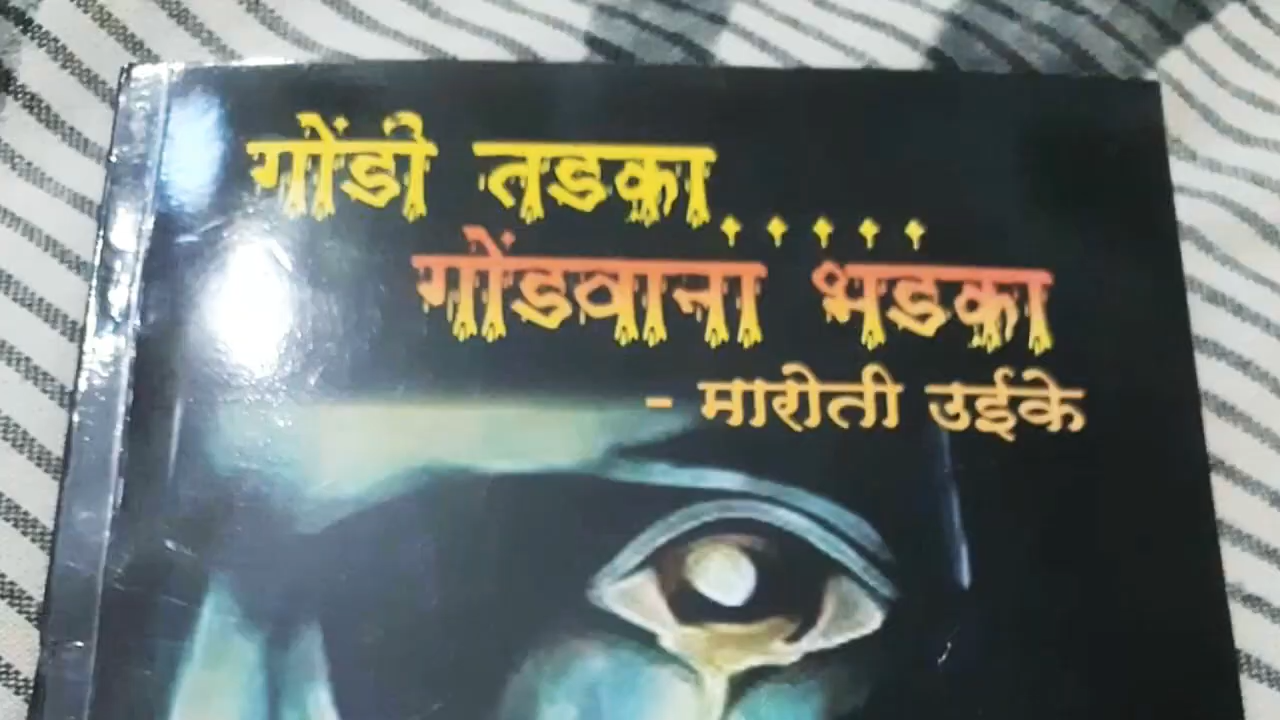 गोंडी तडका.....
गोंडवाना भडका
- मारोती उईके